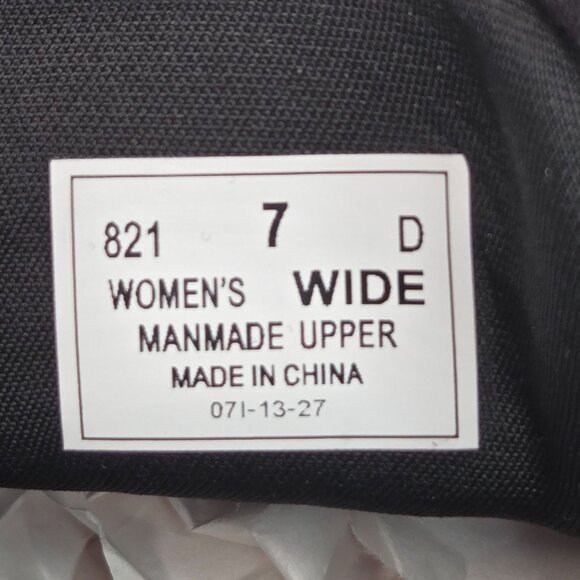 821 7 D
WOMEN'S WIDE
MANMADE UPPER
MADE IN CHINA
07I-13-27